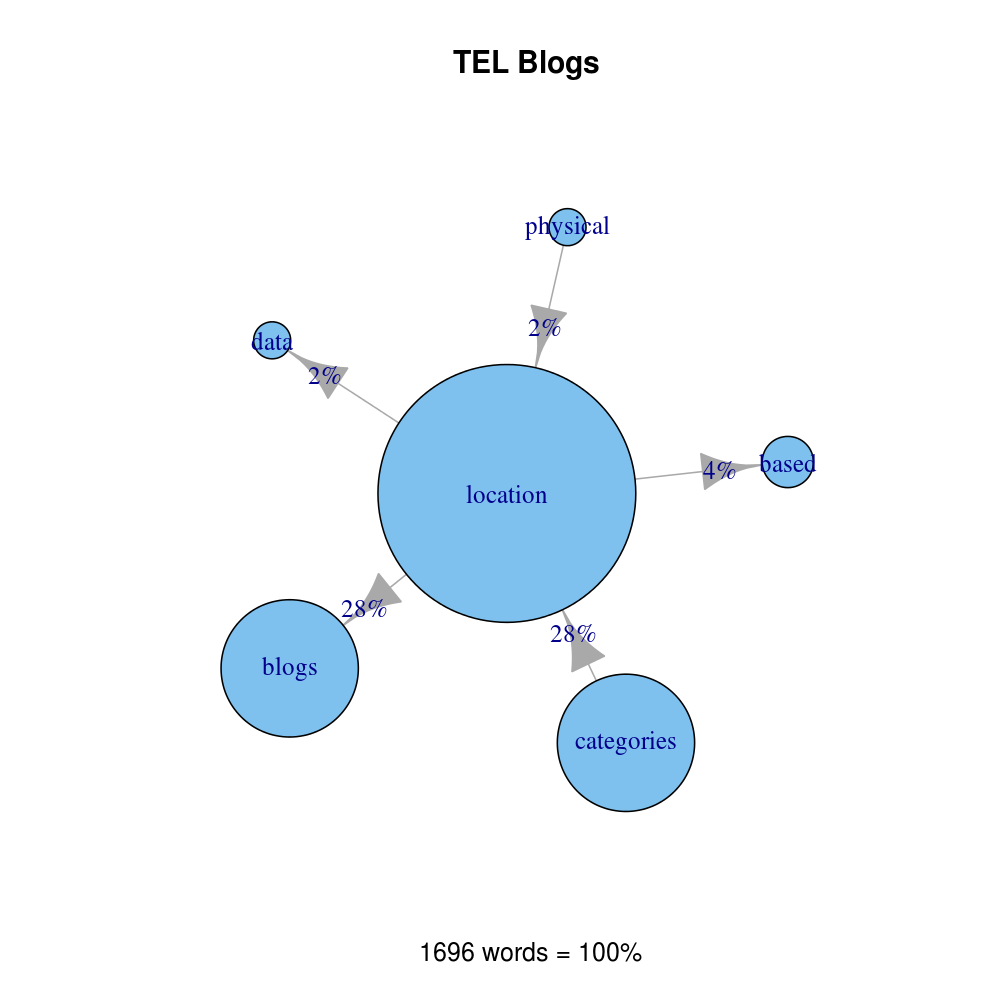 TEL Blogs
physical
2%
data
2%
based
4%
location
28%
blogs
28%
categories
1696 words = 100%